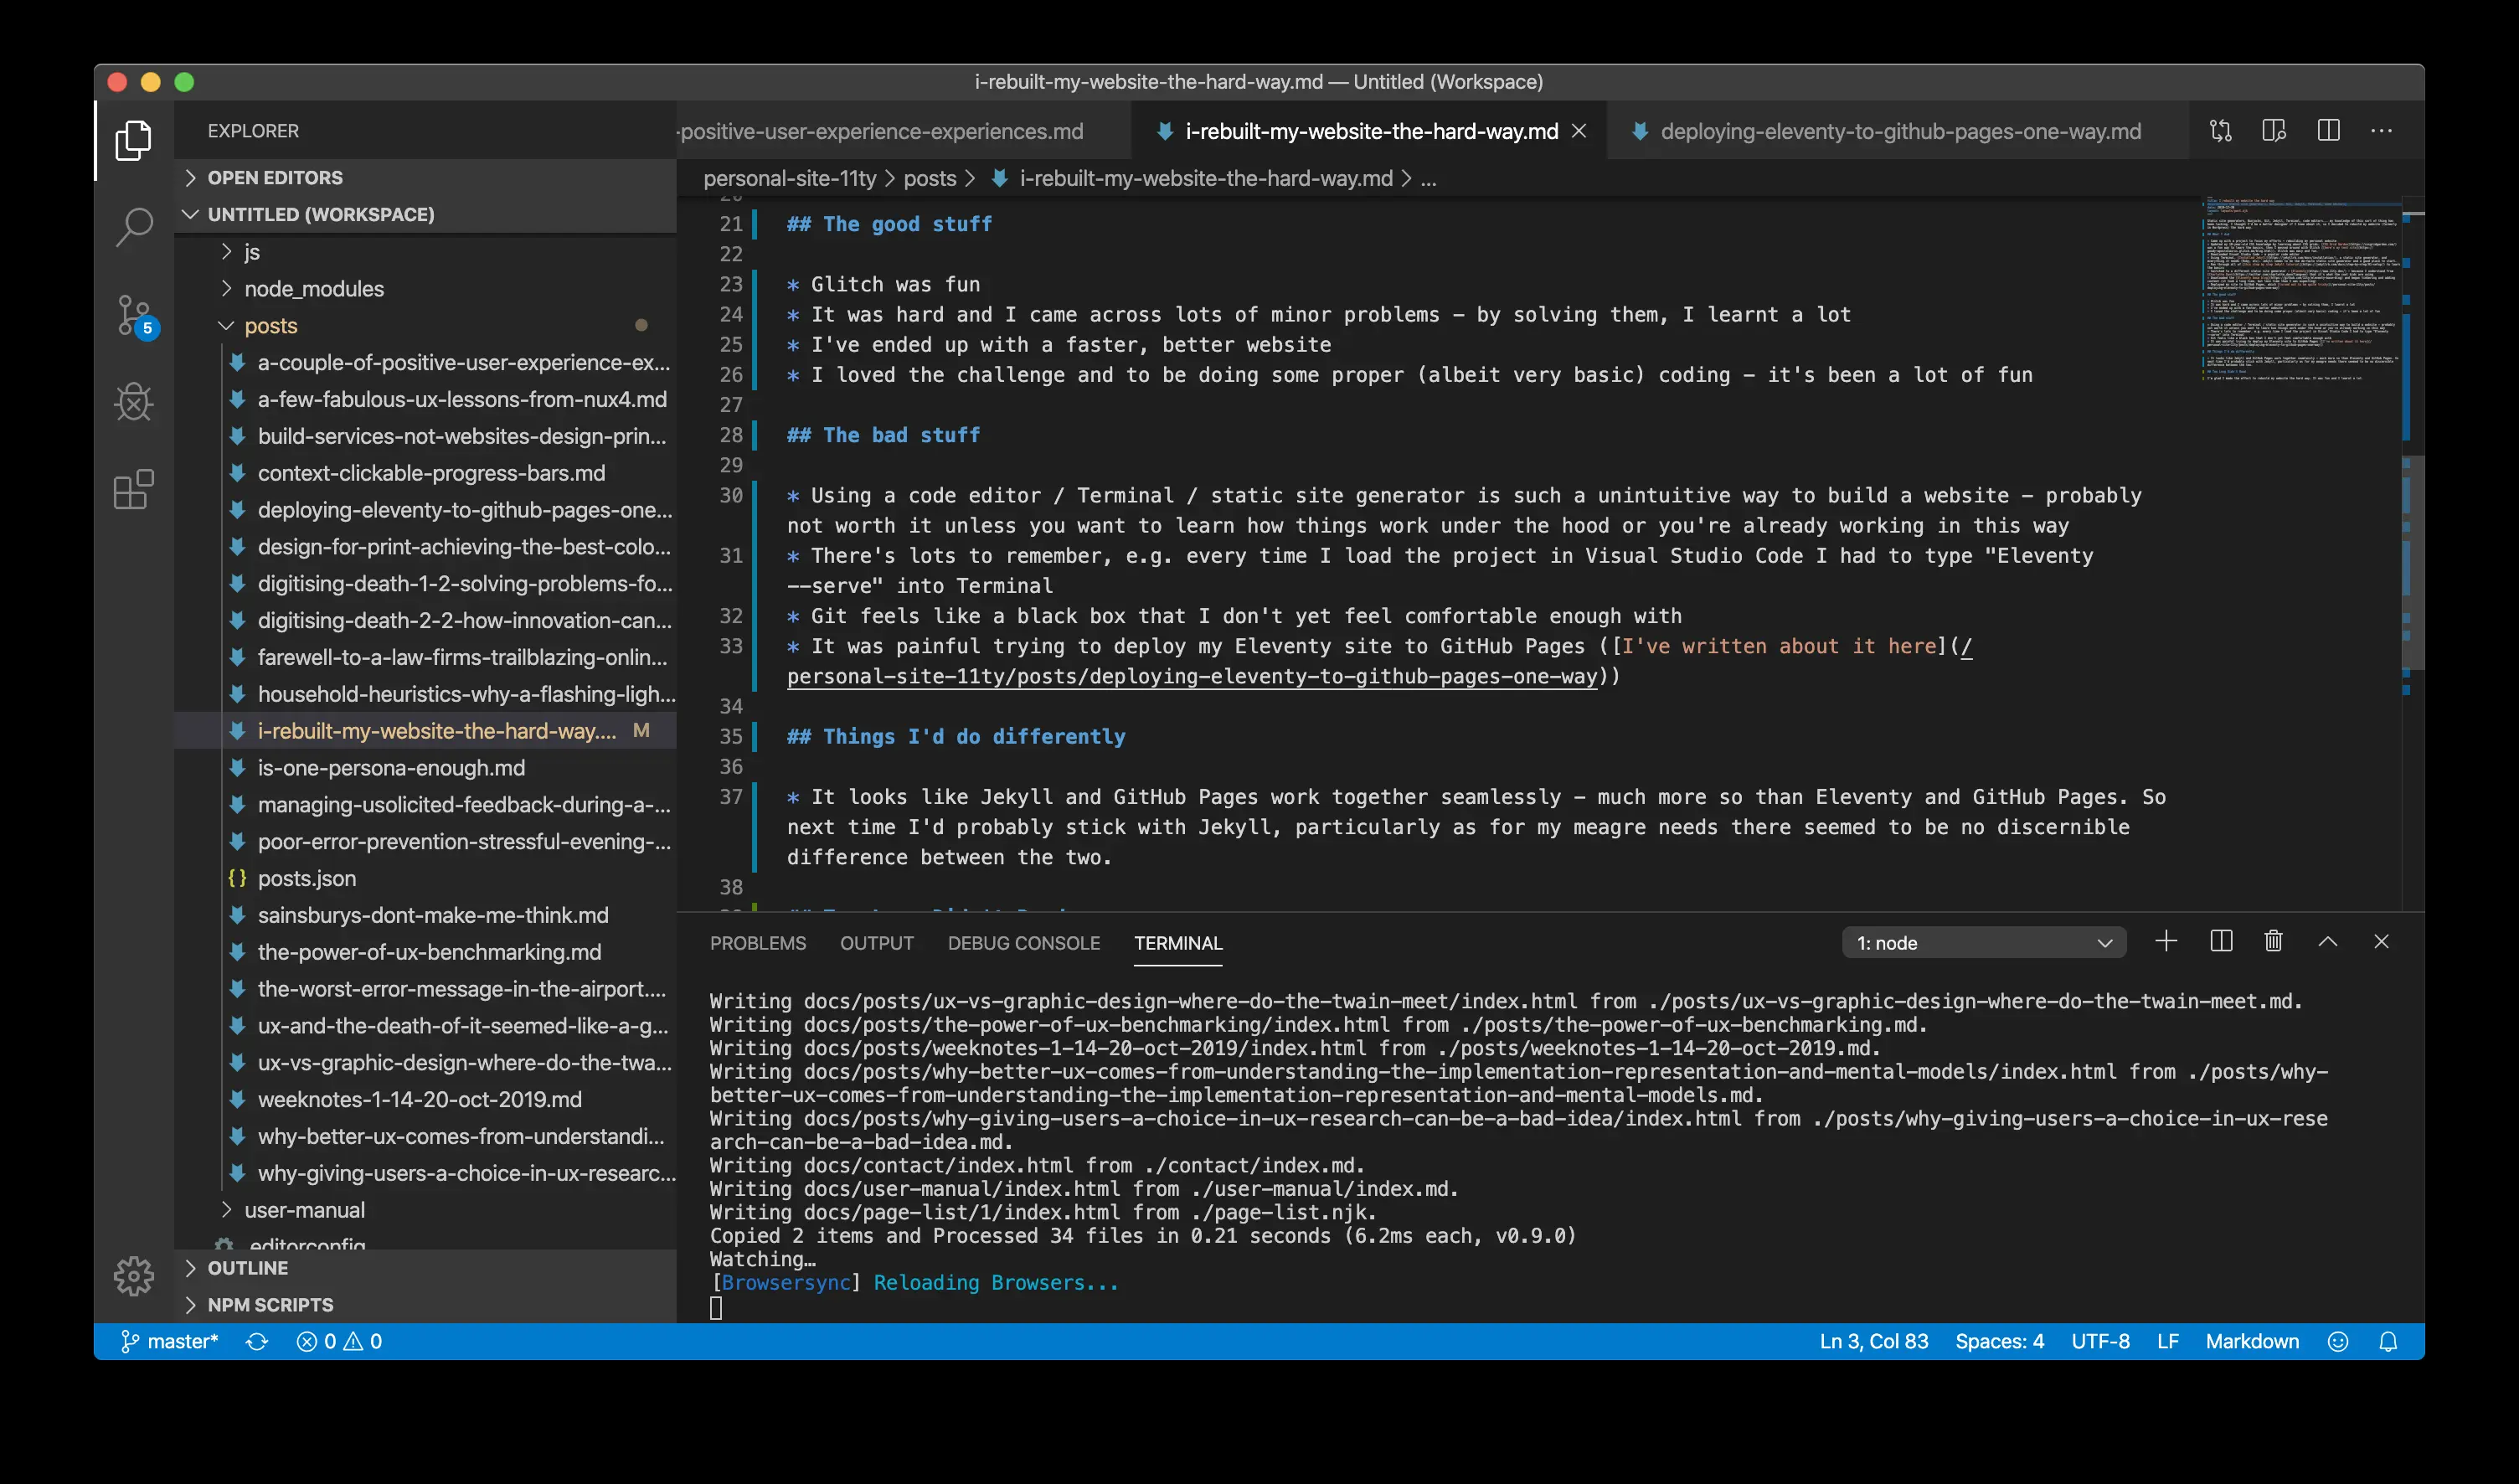 i-rebuilt-my-website-the-hard-way.md — Untitled (Workspace)
EXPLORER
OPEN EDITORS
UNTITLED (WORKSPACE)
js
node_modules
posts
a-couple-of-positive-user-experience-ex...
a-few-fabulous-ux-lessons-from-nux4.md
build-services-not-websites-design-prin...
context-clickable-progress-bars.md
deploying-eleventy-to-github-pages-one...
design-for-print-achieving-the-best-colo...
digitising-death-1-2-solving-problems-fo...
digitising-death-2-2-how-innovation-can...
farewell-to-a-law-firms-trailblazing-onlin...
household-heuristics-why-a-flashing-ligh...
i-rebuilt-my-website-the-hard-way.... M
is-one-persona-enough.md
managing-usolicited-feedback-during-a-...
poor-error-prevention-stressful-evening-...
{} posts.json
sainsburys-dont-make-me-think.md
the-power-of-ux-benchmarking.md
the-worst-error-message-in-the-airport....
ux-and-the-death-of-it-seemed-like-a-g...
ux-vs-graphic-design-where-do-the-twa...
weeknotes-1-14-20-oct-2019.md
why-better-ux-comes-from-understandi...
why-giving-users-a-choice-in-ux-researc...
user-manual
.editorconfig
OUTLINE
NPM SCRIPTS
5
-positive-user-experience-experiences.md
i-rebuilt-my-website-the-hard-way.md
deploying-eleventy-to-github-pages-one-way.md
personal-site-11ty > posts > i-rebuilt-my-website-the-hard-way.md > ...
21 ## The good stuff
22
23 * Glitch was fun
24 * It was hard and I came across lots of minor problems – by solving them, I learnt a lot
25 * I've ended up with a faster, better website
26 * I loved the challenge and to be doing some proper (albeit very basic) coding – it's been a lot of fun
27
28 ## The bad stuff
29
30 * Using a code editor / Terminal / static site generator is such a unintuitive way to build a website – probably
not worth it unless you want to learn how things work under the hood or you're already working in this way
31 * There's lots to remember, e.g. every time I load the project in Visual Studio Code I had to type "Eleventy
--serve" into Terminal
32 * Git feels like a black box that I don't yet feel comfortable enough with
33 * It was painful trying to deploy my Eleventy site to GitHub Pages ([I've written about it here](/
personal-site-11ty/posts/deploying-eleventy-to-github-pages-one-way))
34
35 ## Things I'd do differently
36
37 * It looks like Jekyll and GitHub Pages work together seamlessly – much more so than Eleventy and GitHub Pages. So
next time I'd probably stick with Jekyll, particularly as for my meagre needs there seemed to be no discernible
difference between the two.
38
PROBLEMS OUTPUT DEBUG CONSOLE TERMINAL
1: node
Writing docs/posts/ux-vs-graphic-design-where-do-the-twain-meet/index.html from ./posts/ux-vs-graphic-design-where-do-the-twain-meet.md.
Writing docs/posts/the-power-of-ux-benchmarking/index.html from ./posts/the-power-of-ux-benchmarking.md.
Writing docs/posts/weeknotes-1-14-20-oct-2019/index.html from ./posts/weeknotes-1-14-20-oct-2019.md.
Writing docs/posts/why-better-ux-comes-from-understanding-the-implementation-representation-and-mental-models/index.html from ./posts/why-
better-ux-comes-from-understanding-the-implementation-representation-and-mental-models.md.
Writing docs/posts/why-giving-users-a-choice-in-ux-research-can-be-a-bad-idea/index.html from ./posts/why-giving-users-a-choice-in-ux-rese
arch-can-be-a-bad-idea.md.
Writing docs/contact/index.html from ./contact/index.md.
Writing docs/user-manual/index.html from ./user-manual/index.md.
Writing docs/page-list/1/index.html from ./page-list.njk.
Copied 2 items and Processed 34 files in 0.21 seconds (6.2ms each, v0.9.0)
Watching…
[Browsersync] Reloading Browsers...
master* 0 0
Ln 3, Col 83 Spaces: 4 UTF-8 LF Markdown